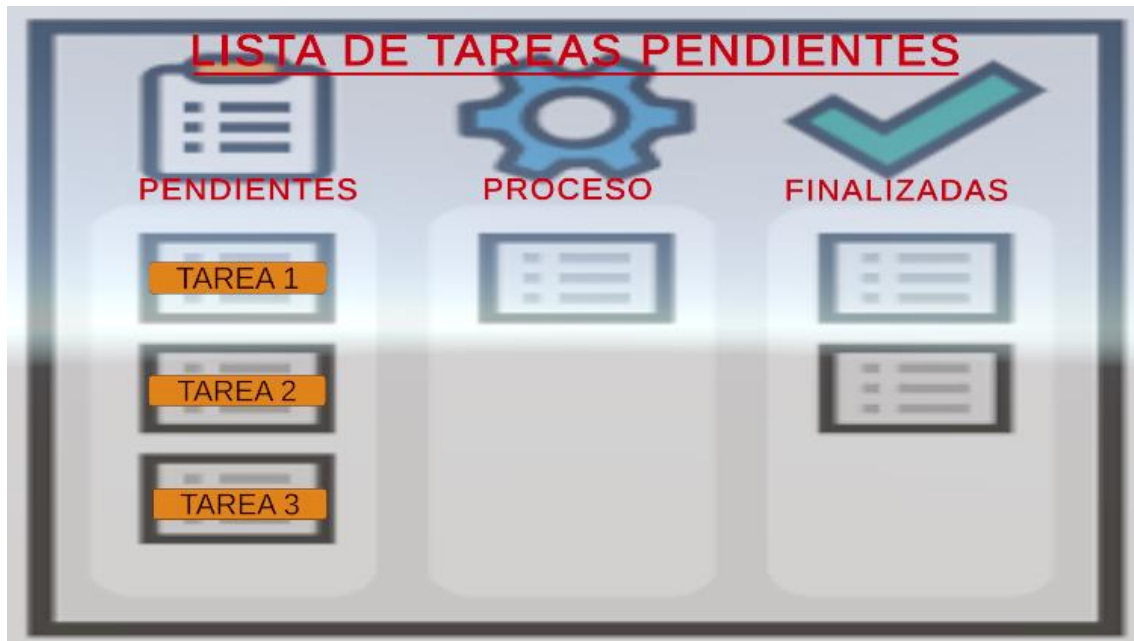 LISTA DE TAREAS PENDIENTES
PENDIENTES
PROCESO
FINALIZADAS
TAREA 1
TAREA 2
TAREA 3